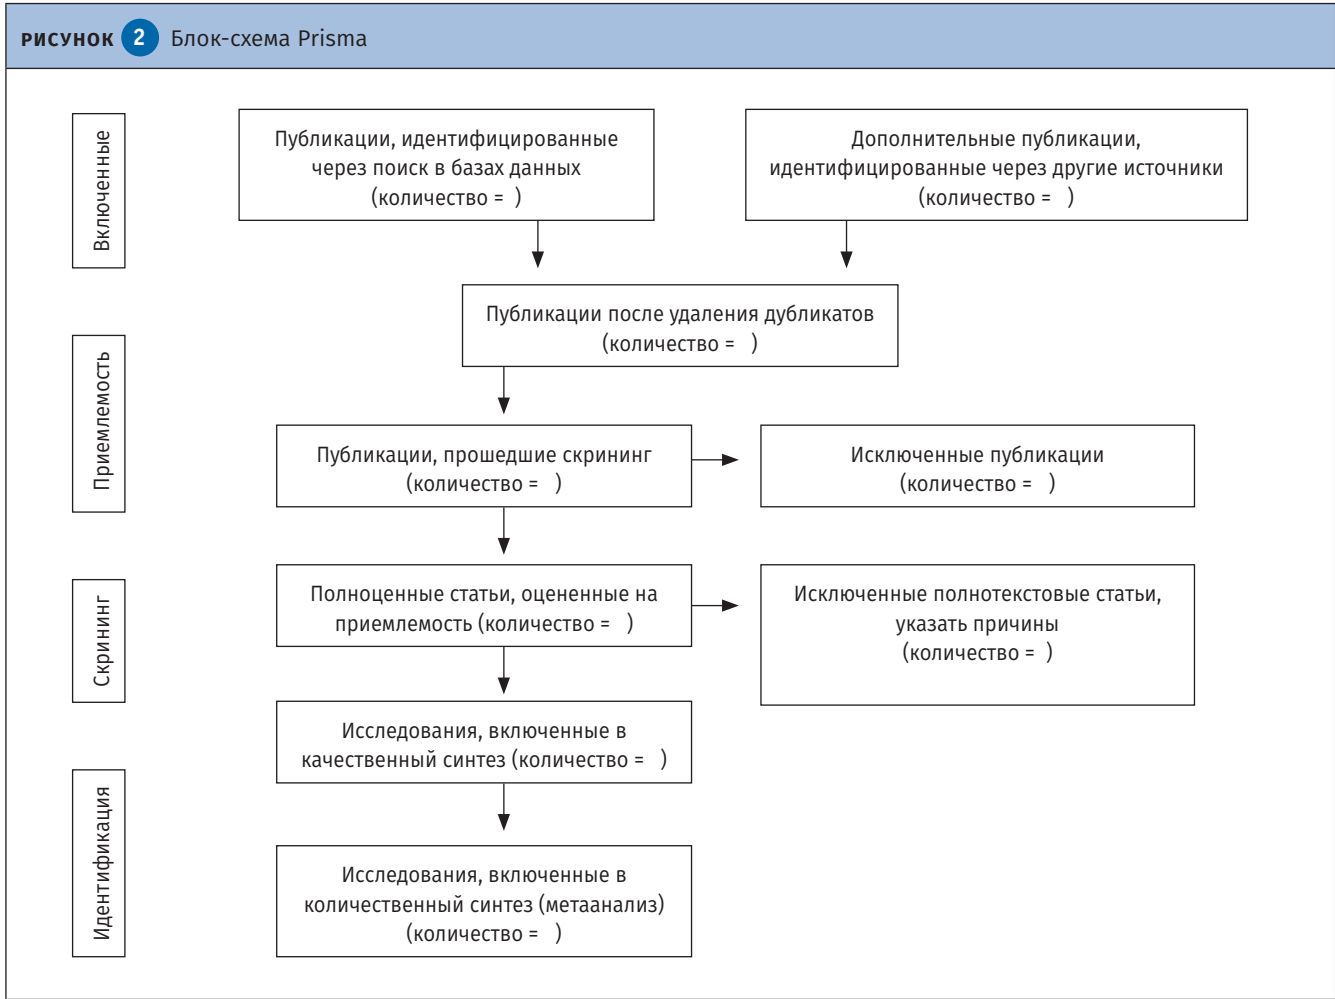 РИСУНОК 2 Блок-схема Prisma
Включенные
Публикации, идентифицированные
через поиск в базах данных
(количество = )
Дополнительные публикации,
идентифицированные через другие источники
(количество = )
Публикации после удаления дубликатов
(количество = )
Приемлемость
Публикации, прошедшие скрининг
(количество = )
Исключенные публикации
(количество = )
Скрининг
Полноценные статьи, оцененные на
приемлемость (количество = )
Исключенные полнотекстовые статьи,
указать причины
(количество = )
Исследования, включенные в
качественный синтез (количество = )
Идентификация
Исследования, включенные в
количественный синтез (метаанализ)
(количество = )